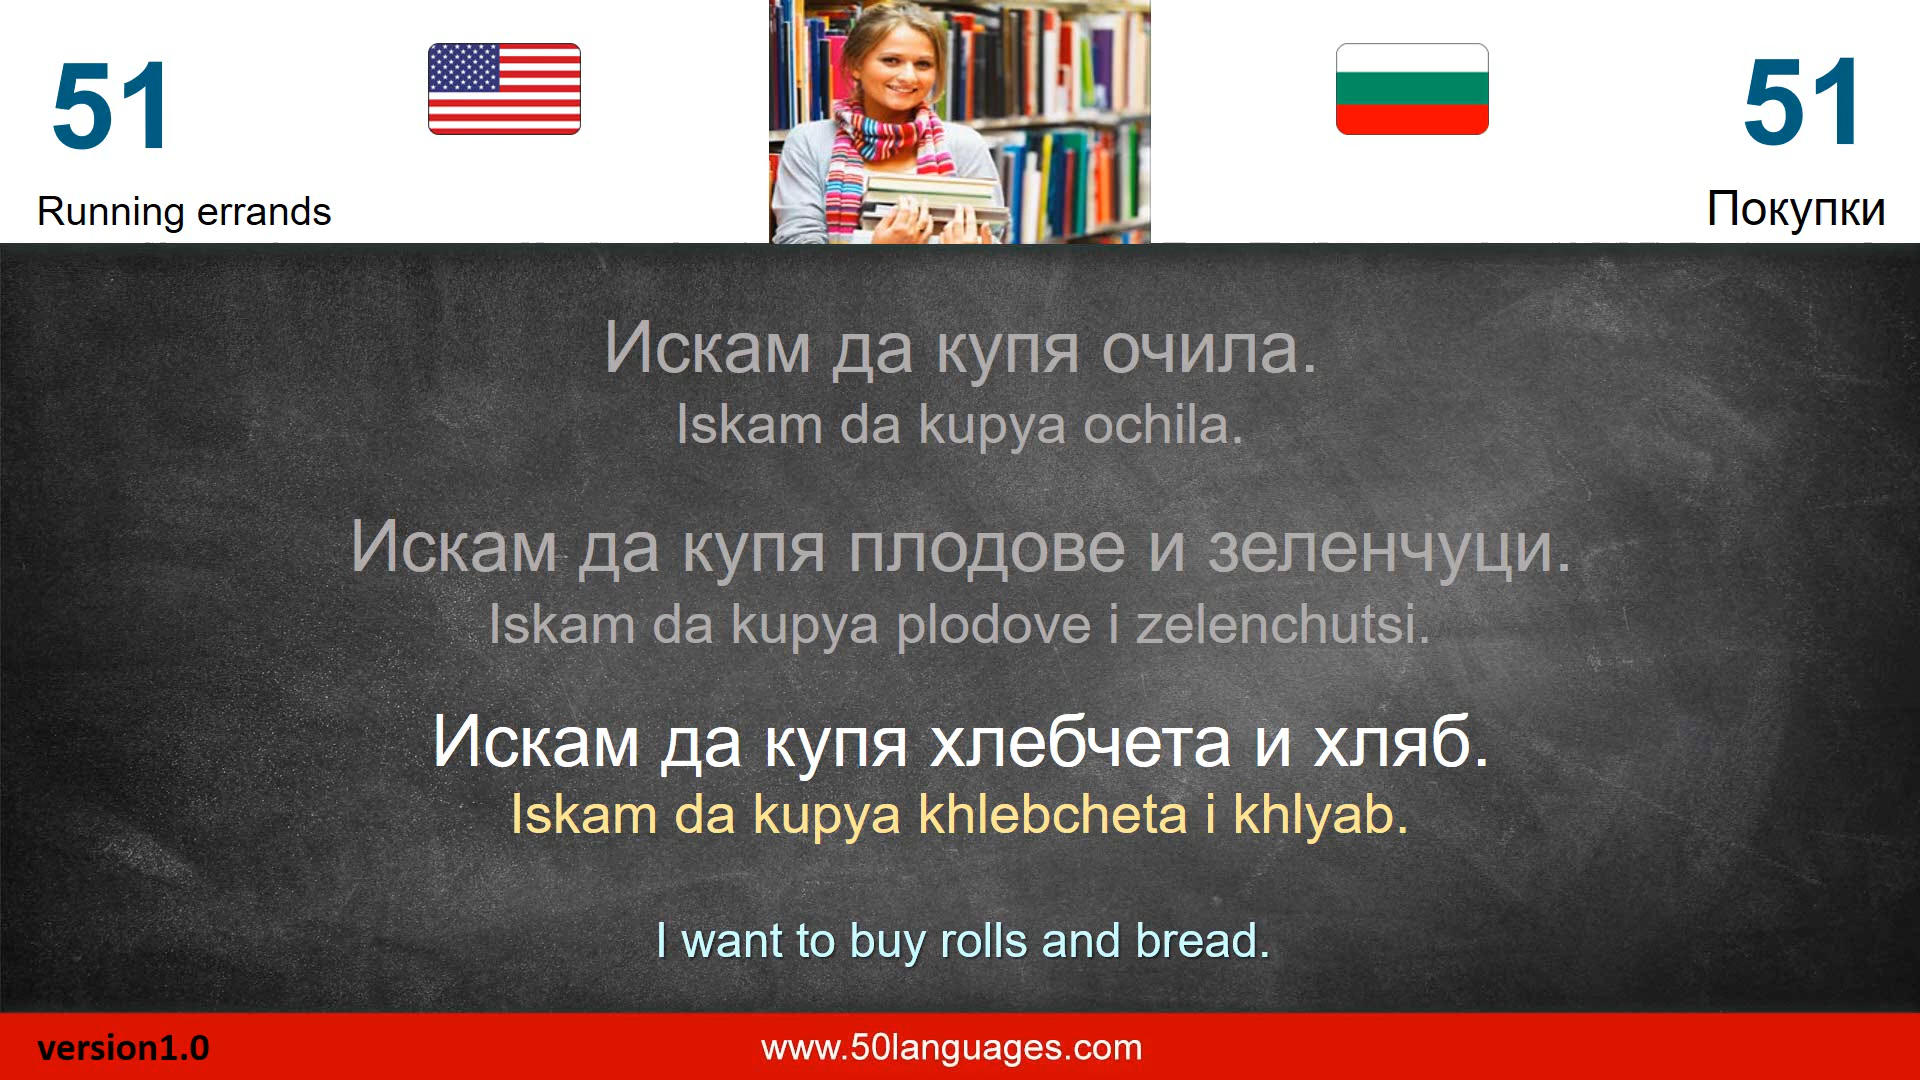 51
51
Running errands
Покупки
Искам да купя очила.
Iskam da kupya ochila.
Искам да купя плодове и зеленчуци.
Iskam da kupya plodove i zelenchutsi.
Искам да купя хлебчета и хляб.
Iskam da kupya khlebcheta i khlyab.
I want to buy rolls and bread.
version1.0
www.50languages.com